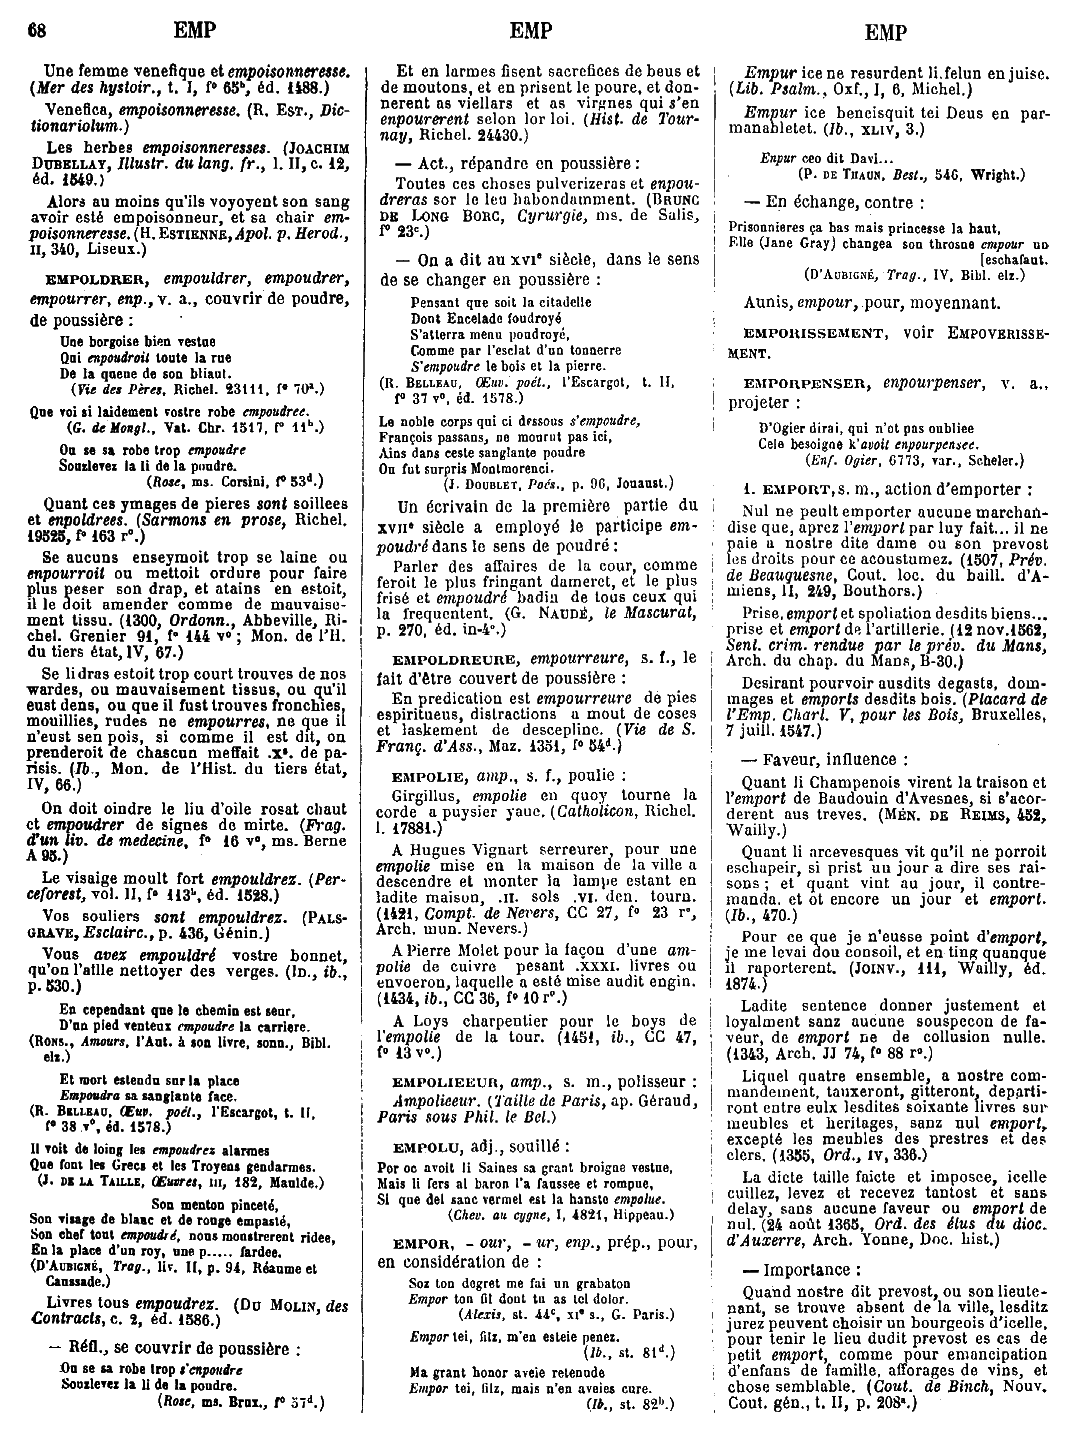 68 EMP EMP EMP
Une femme venefique et empoisonneresse.
(Mer des hystoir., t. I, f° 65ᵇ, éd. 1488.)
Venefica, empoisonneresse. (R. EST., Dic-
tionariolum.)
Les herbes empoisonneresses. (JOACHIM
DUBELLAY, Illustr. du lang. fr., l. II, c. 12,
éd. 1549.)
Alors au moins qu'ils voyoyent son sang
avoir esté empoisonneur, et sa chair em-
poisonneresse. (H. ESTIENNE, Apol. p. Herod.,
II, 340, Liseux.)
EMPOLDRER, empouldrer, empoudrer,
empourrer, enp., v. a., couvrir de poudre,
de poussière :
Une borgoise bien vestue
Qui enpoudroit toute la rue
De la queue de son bliaut.
(Vie des Pères, Richel. 23111, f° 70ᵃ.)
Que voi si laidement vostre robe empoudree.
(G. de Mongl., Vat. Chr. 1517, f° 11ᵇ.)
Ou se sa robe trop empoudre
Souzlevez la li de la poudre.
(Rose, ms. Corsini, f° 53ᵈ.)
Quant ces ymages de pieres sont soillees
et enpoldrees. (Sarmons en prose, Richel.
19525, f° 163 r°.)
Se aucuns enseymoit trop se laine ou
enpourroit ou mettoit ordure pour faire
plus peser son drap, et atains en estoit,
il le doit amender comme de mauvaise-
ment tissu. (1300, Ordonn., Abbeville, Ri-
chel. Grenier 91, f° 144 v° ; Mon. de l'H.
du tiers état, IV, 67.)
Se li dras estoit trop court trouves de nos
wardes, ou mauvaisement tissus, ou qu'il
eust dens, ou que il fust trouves fronchies,
mouillies, rudes ne empourres, ne que il
n'eust sen pois, si comme il est dit, on
prenderoit de chascun meffait .xˢ. de pa-
risis. (Ib., Mon. de l'Hist. du tiers état,
IV, 66.)
On doit oindre le liu d'oile rosat chaut
et empoudrer de signes de mirte. (Frag.
d'un liv. de medecine, f° 16 v°, ms. Berne
A 95.)
Le visaige moult fort empouldrez. (Per-
ceforest, vol. II, f° 113ᵇ, éd. 1528.)
Vos souliers sont empouldrez. (PALS-
GRAVE, Esclairc., p. 436, Génin.)
Vous avez empouldré vostre bonnet,
qu'on l'aille nettoyer des verges. (ID., ib.,
p. 530.)
En cependant que le chemin est seur,
D'un pied venteux empoudre la carriere.
(RONS., Amours, l'Aut. à son livre, sonn., Bibl.
elz.)
Et mort estendu sur la place
Empoudra sa sanglante face.
(R. BELLEAU, Œuv. poét., l'Escargot, t. II,
f° 38 v°, éd. 1578.)
Il voit de loing les empoudrez alarmes
Que font les Grecs et les Troyens gendarmes.
(J. DE LA TAILLE, Œuvres, III, 182, Maulde.)
Son menton pinceté,
Son visage de blanc et de rouge empasté,
Son chef tout empoudré, nous monstrerent ridee,
En la place d'un roy, une p..... fardee.
(D'AUBIGNÉ, Trag., liv. II, p. 94, Réaume et
Caussade.)
Livres tous empoudrez. (DU MOLIN, des
Contracts, c. 2, éd. 1586.)
— Réfl., se couvrir de poussière :
Ou se sa robe trop s'enpoudre
Souzlevez la li de la poudre.
(Rose, ms. Brux., f° 57ᵈ.)
Et en larmes fisent sacrefices de beus et
de moutons, et en prisent le poure, et don-
nerent as viellars et as virgnes qui s'en
enpourerent selon lor loi. (Hist. de Tour-
nay, Richel. 24430.)
— Act., répandre en poussière :
Toutes ces choses pulverizeras et enpou-
dreras sor le leu habondamment. (BRUNC
DE LONG BORC, Cyrurgie, ms. de Salis,
f° 23ᶜ.)
— On a dit au XVIᵉ siècle, dans le sens
de se changer en poussière :
Pensant que soit la citadelle
Dont Encelade foudroyé
S'atterra menu poudroyé,
Comme par l'esclat d'un tonnerre
S'empoudre le bois et la pierre.
(R. BELLEAU, Œuv. poét., l'Escargot, t. II,
f° 37 v°, éd. 1578.)
Le noble corps qui ci dessous s'empoudre,
François passans, ne mourut pas ici,
Ains dans ceste sanglante poudre
Ou fut surpris Montmorenci.
(J. DOUBLET, Poés., p. 96, Jouaust.)
Un écrivain de la première partie du
XVIIᵉ siècle a employé le participe em-
poudré dans le sens de poudré :
Parler des affaires de la cour, comme
feroit le plus fringant dameret, et le plus
frisé et empoudré badin de tous ceux qui
la frequentent. (G. NAUDÉ, le Mascurat,
p. 270, éd. in-4°.)
EMPOLDREURE, empourreure, s. f., le
fait d'être couvert de poussière :
En predication est empourreure de pies
espiritueus, distractions a mout de coses
et laskement de descepline. (Vie de S.
Franç. d'Ass., Maz. 1351, f° 54ᵈ.)
EMPOLIE, amp., s. f., poulie :
Girgillus, empolie en quoy tourne la
corde a puysier yaue. (Catholicon, Richel.
l. 17881.)
A Hugues Vignart serreurer, pour une
empolie mise en la maison de la ville a
descendre et monter la lampe estant en
ladite maison, .II. sols .VI. den. tourn.
(1421, Compt. de Nevers, CC 27, f° 23 r°,
Arch. mun. Nevers.)
A Pierre Molet pour la façou d'une am-
polie de cuivre pesant .XXXI. livres ou
envoeron, laquelle a esté mise audit engin.
(1434, ib., CC 36, f° 10 r°.)
A Loys charpentier pour le boys de
l'empolie de la tour. (1451, ib., CC 47,
f° 13 v°.)
EMPOLIEEUR, amp., s. m., polisseur :
Ampolieeur. (Taille de Paris, ap. Géraud,
Paris sous Phil. le Bel.)
EMPOLU, adj., souillé :
Por oc avoit li Saines sa grant broigne vestue,
Mais li fers al baron l'a faussee et rompue,
Si que del sanc vermel est la hanste empolue.
(Chev. au cygne, I, 4821, Hippeau.)
EMPOR, - our, - ur, enp., prép., pour,
en considération de :
Soz ton degret me fai un grabaton
Empor ton fil dont tu as tel dolor.
(Alexis, st. 44ᶜ, XIᵉ s., G. Paris.)
Empor tei, filz, m'en esteie penez.
(Ib., st. 81ᵈ.)
Ma grant honor aveie retenude
Empor tei, filz, mais n'en aveies cure.
(Ib., st. 82ᵇ.)
Empur ice ne resurdent li felun en juise.
(Lib. Psalm., Oxf., I, 6, Michel.)
Empur ice beneisquit tei Deus en par-
manabletet. (Ib., XLIV, 3.)
Enpur ceo dit Davi...
(P. DE THAUN, Best., 546, Wright.)
— En échange, contre :
Prisonnieres ça bas mais princesse la haut,
Elle (Jane Gray) changea son throsne empour un
[eschafaut.
(D'AUBIGNÉ, Trag., IV, Bibl. elz.)
Aunis, empour, pour, moyennant.
EMPORISSEMENT, voir EMPOVERISSE-
MENT.
EMPORPENSER, enpourpenser, v. a.,
projeter :
D'Ogier dirai, qui n'ot pas oubliee
Cele besoigne k'avoit enpourpensee.
(Enf. Ogier, 6773, var., Scheler.)
1. EMPORT, s. m., action d'emporter :
Nul ne peult emporter aucune marchan-
dise que, aprez l'emport par luy fait... il ne
paie a nostre dite dame ou son prevost
les droits pour ce acoustumez. (1507, Prév.
de Beauquesne, Cout. loc. du baill. d'A-
miens, II, 249, Bouthors.)
Prise, emport et spoliation desdits biens...
prise et emport de l'artillerie. (12 nov. 1562,
Sent. crim. rendue par le prév. du Mans,
Arch. du chap. du Mans, B-30.)
Desirant pourvoir ausdits degasts, dom-
mages et emports desdits bois. (Placard de
l'Emp. Charl. V, pour les Bois, Bruxelles,
7 juill. 1547.)
— Faveur, influence :
Quant li Champenois virent la traison et
l'emport de Baudouin d'Avesnes, si s'acor-
derent aus treves. (MÉN. DE REIMS, 452,
Wailly.)
Quant li arcevesques vit qu'il ne porroit
eschapeir, si prist un jour a dire ses rai-
sons ; et quant vint au jour, il contre-
manda. et ot encore un jour et emport.
(Ib., 470.)
Pour ce que je n'eusse point d'emport,
je me levai dou consoil, et en ting quanque
il raporterent. (JOINV., III, Wailly, éd.
1874.)
Ladite sentence donner justement et
loyalment sanz aucune souspecon de fa-
veur, de emport ne de collusion nulle.
(1343, Arch. JJ 74, f° 88 r°.)
Liquel quatre ensemble, a nostre com-
mandement, tauxeront, gitteront, departi-
ront entre eulx lesdites soixante livres sur
meubles et heritages, sanz nul emport,
excepté les meubles des prestres et des
clers. (1355, Ord., IV, 336.)
La dicte taille faicte et imposee, icelle
cuillez, levez et recevez tantost et sans
delay, sans aucune faveur ou emport de
nul. (24 août 1365, Ord. des élus du dioc.
d'Auxerre, Arch. Yonne, Doc. hist.)
— Importance :
Quand nostre dit prevost, ou son lieute-
nant, se trouve absent de la ville, lesditz
jurez peuvent choisir un bourgeois d'icelle,
pour tenir le lieu dudit prevost es cas de
petit emport, comme pour emancipation
d'enfans de famille, afforages de vins, et
chose semblable. (Cout. de Binch, Nouv.
Cout. gén., t. II, p. 208ᵃ.)